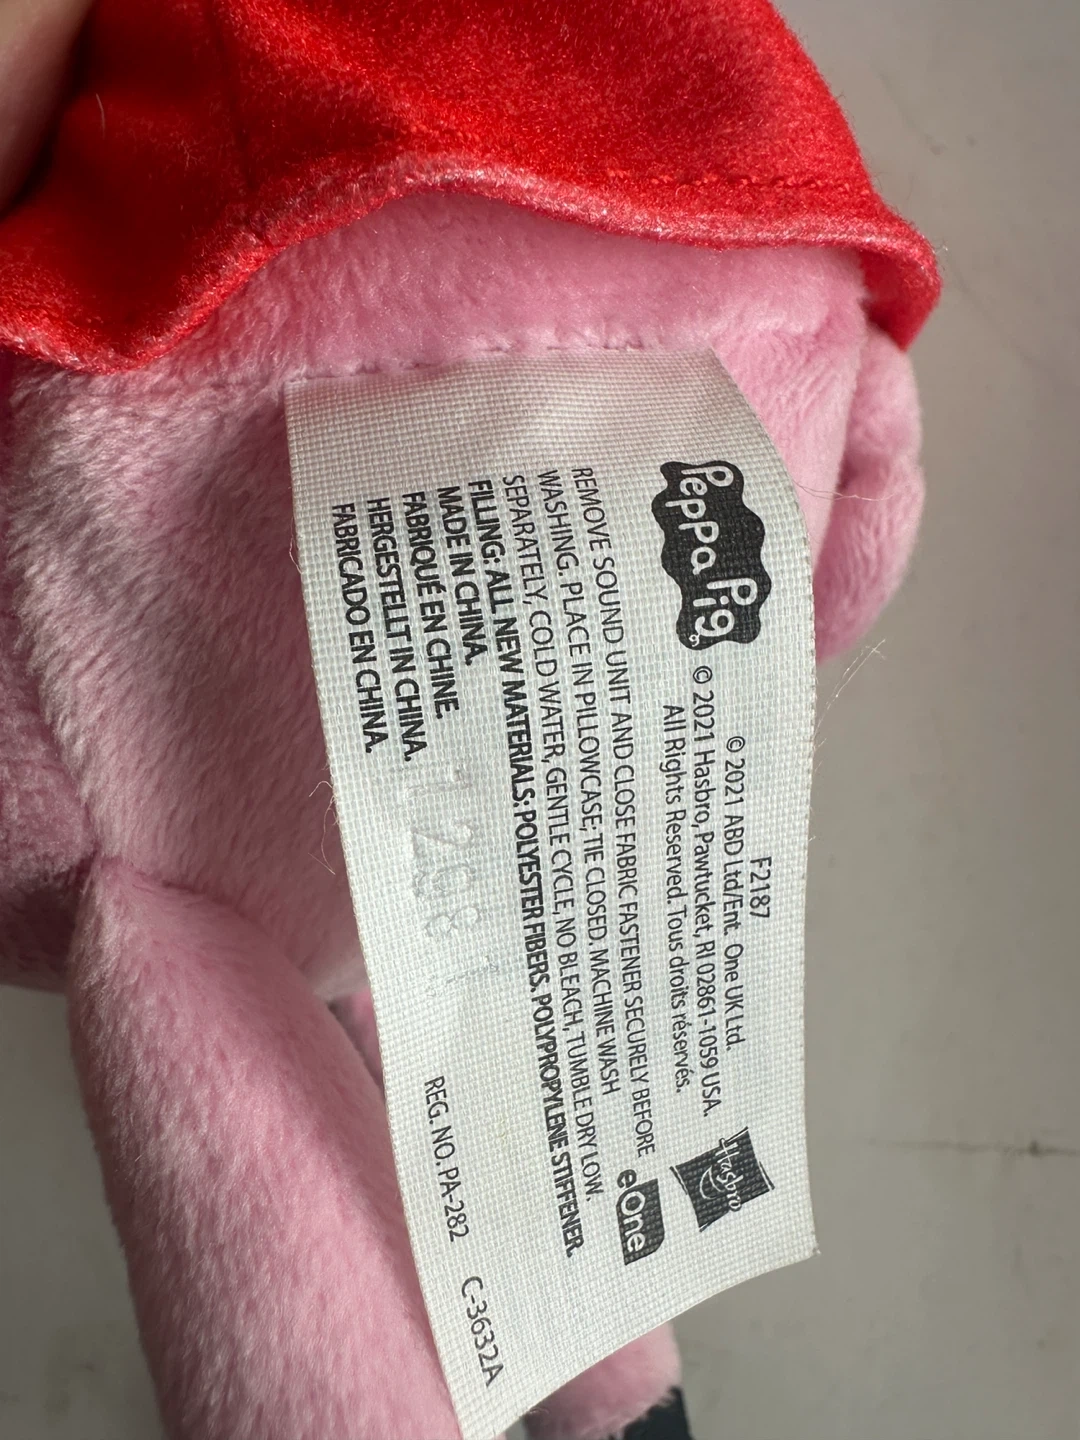 Peppa Pig
F2187
© 2021 ABD Ltd/Ent. One UK Ltd.
© 2021 Hasbro, Pawtucket, RI 02861-1059 USA.
All Rights Reserved. Tous droits réservés.
Hasbro
eOne
REMOVE SOUND UNIT AND CLOSE FABRIC FASTENER SECURELY BEFORE
WASHING. PLACE IN PILLOWCASE; TIE CLOSED. MACHINE WASH
SEPARATELY, COLD WATER, GENTLE CYCLE, NO BLEACH, TUMBLE DRY LOW.
FILLING: ALL NEW MATERIALS: POLYESTER FIBERS. POLYPROPYLENE STIFFENER.
MADE IN CHINA.
FABRIQUÉ EN CHINE.
HERGESTELLT IN CHINA.
FABRICADO EN CHINA.
REG. NO. PA-282 C-3632A